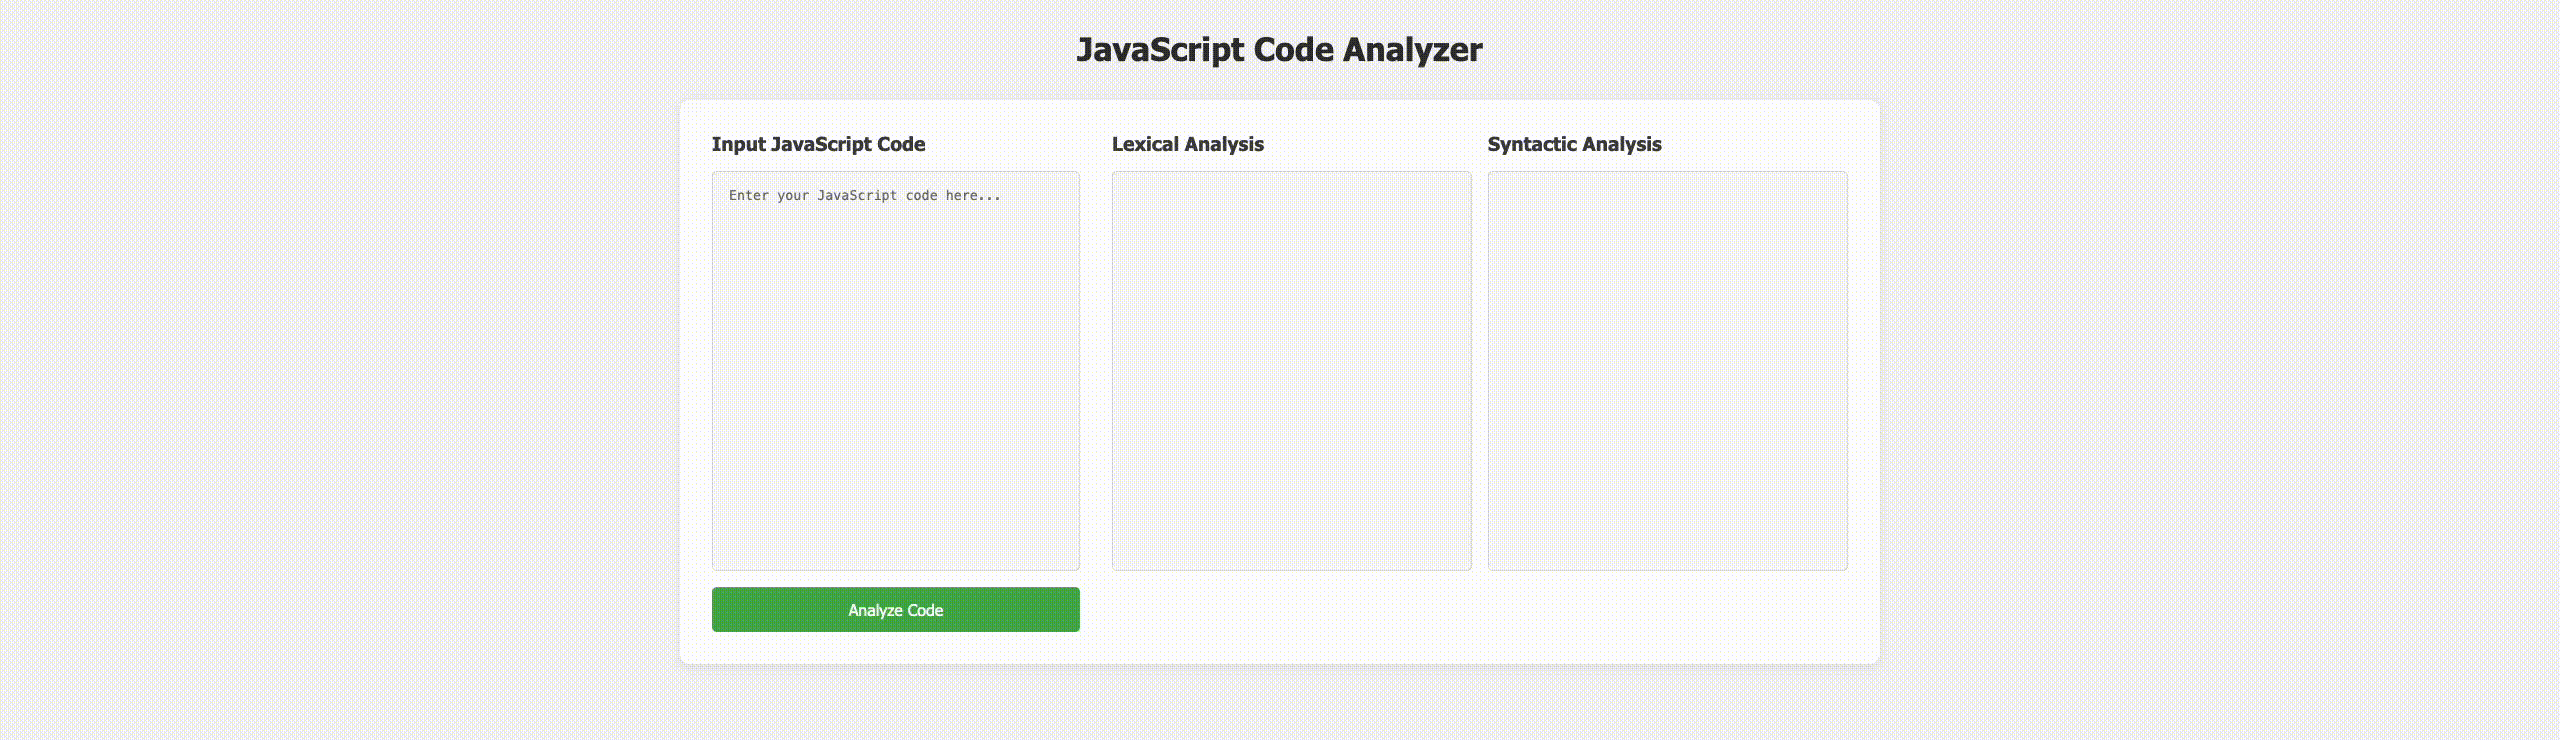 JavaScript Code Analyzer
Input JavaScript Code
Enter your JavaScript code here...
Analyze Code
Lexical Analysis
Syntactic Analysis